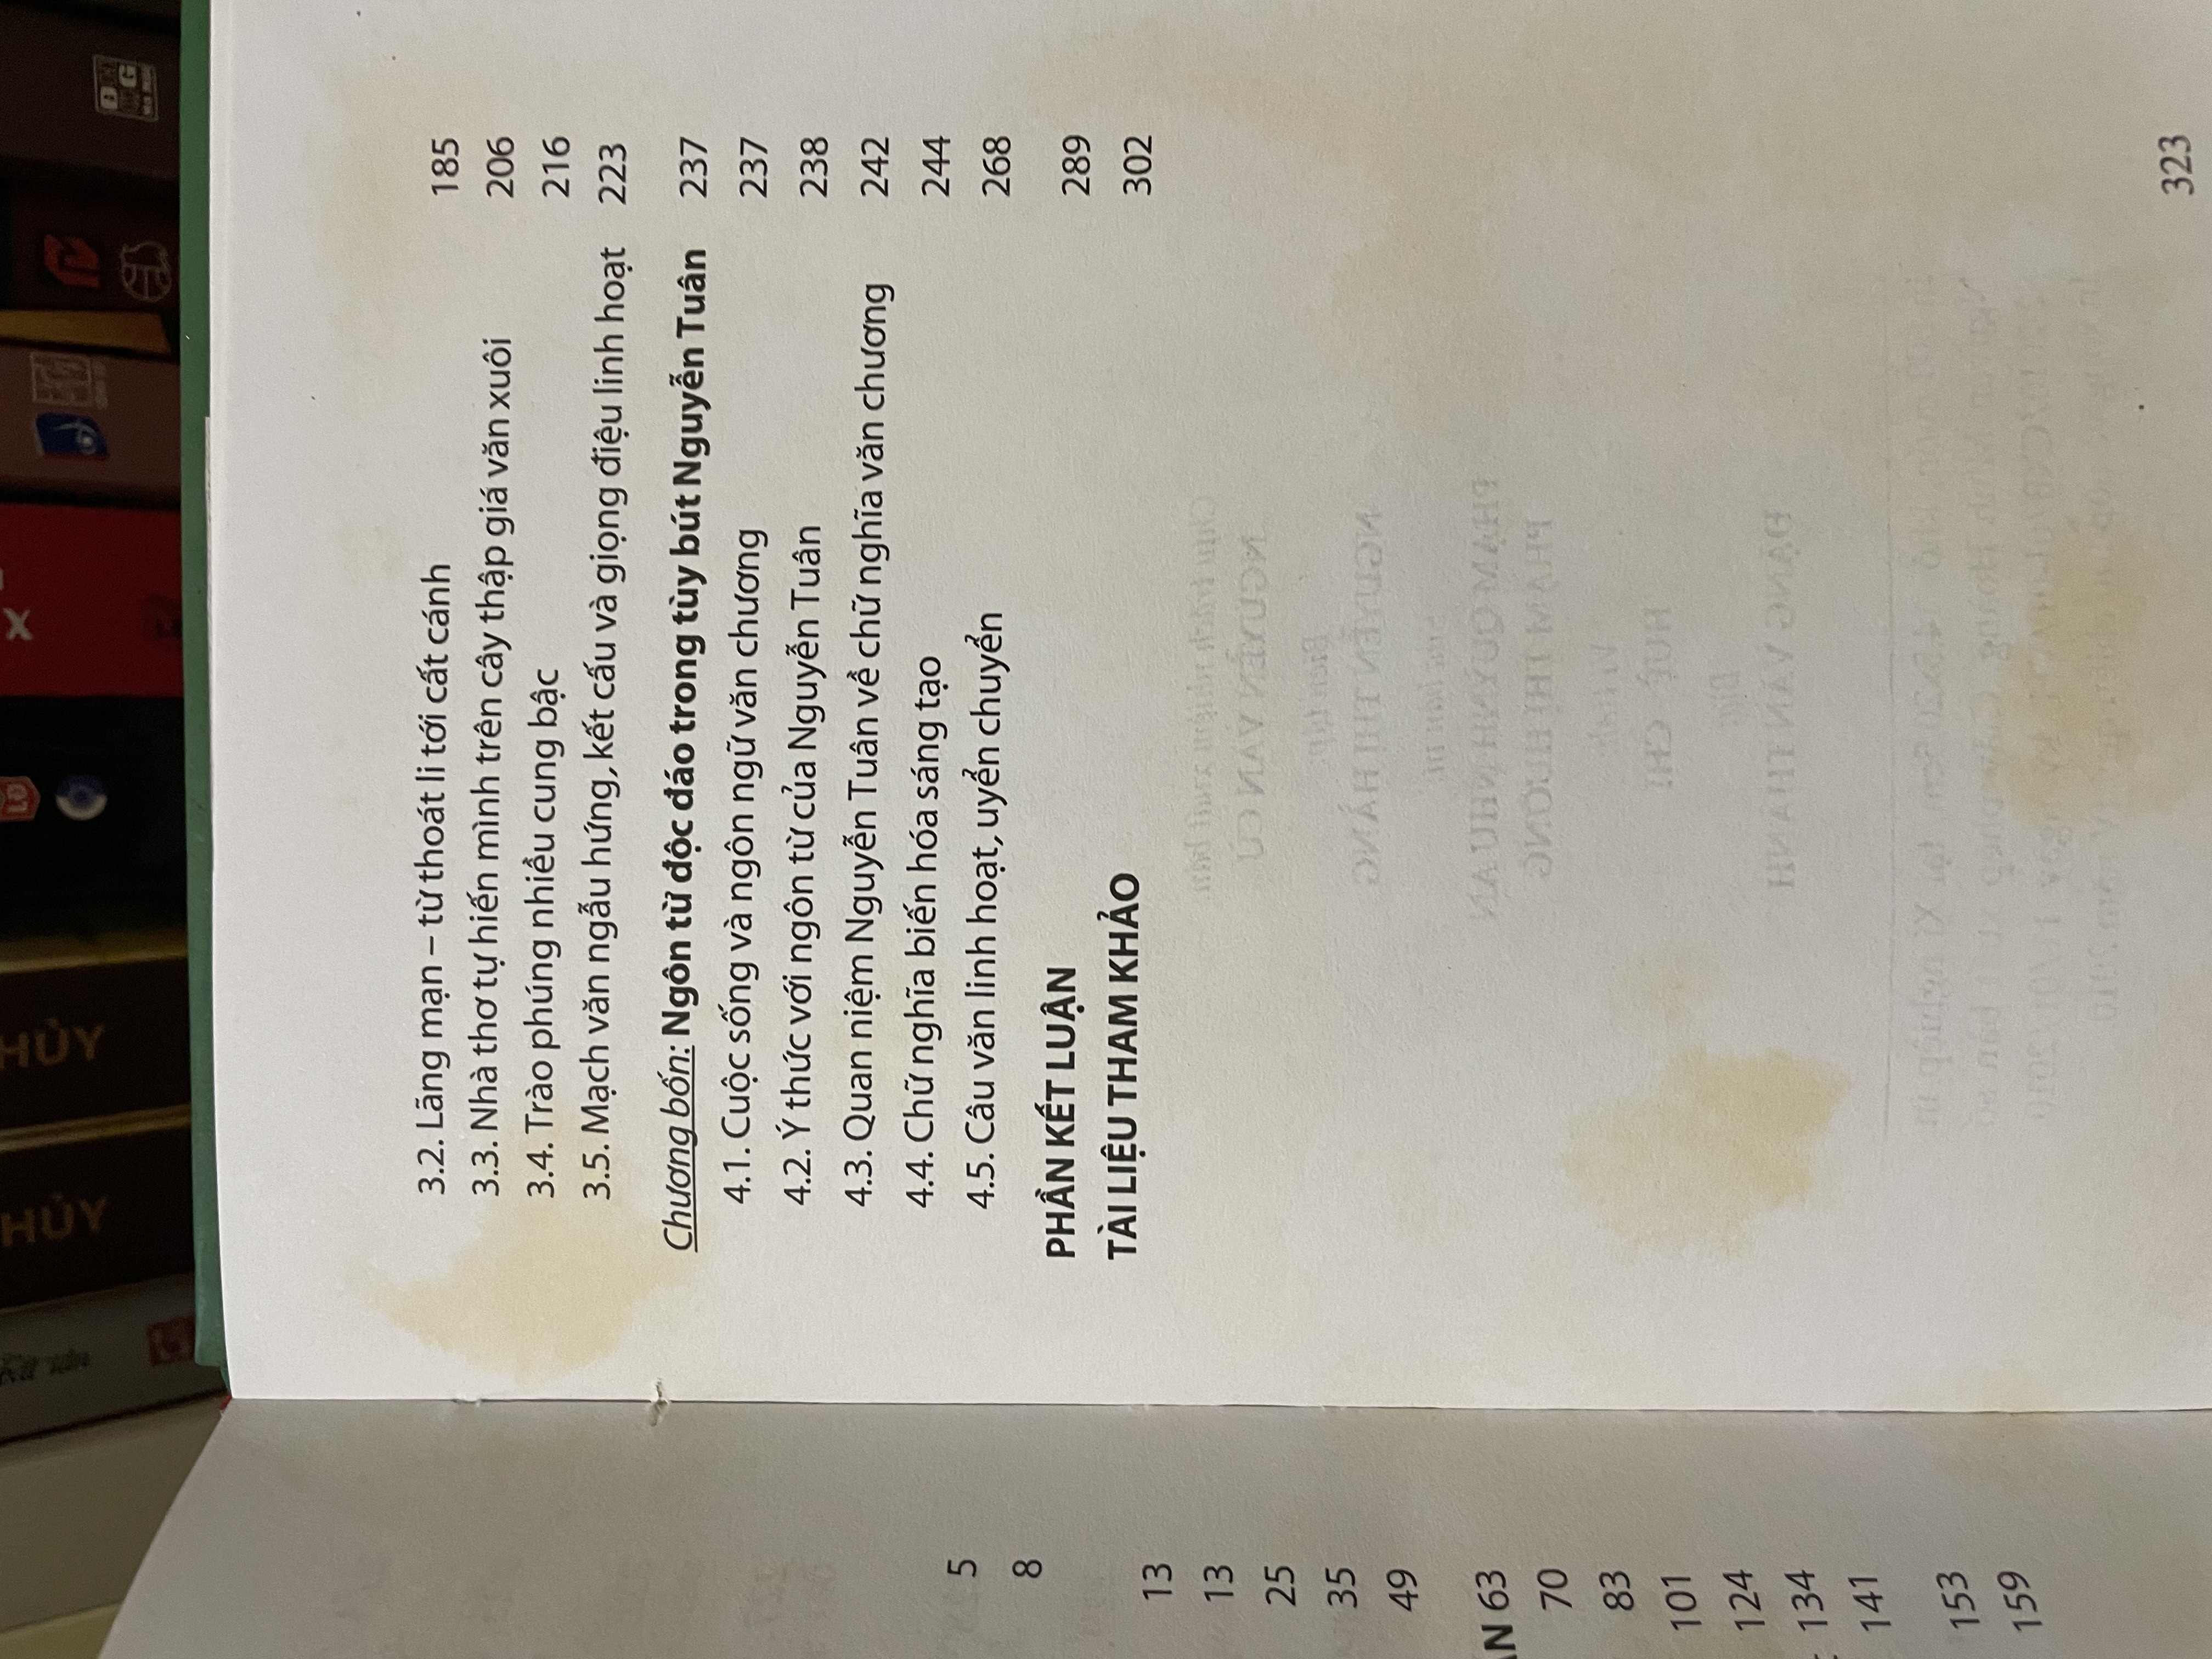 5
8
13
13
25
35
49
63
70
83
101
124
134
141
153
159
3.2. Lãng mạn – từ thoát li tới cất cánh 185
3.3. Nhà thơ tự hiến mình trên cây thập giá văn xuôi 206
3.4. Trào phúng nhiều cung bậc 216
3.5. Mạch văn ngẫu hứng, kết cấu và giọng điệu linh hoạt 223
Chương bốn: Ngôn từ độc đáo trong tùy bút Nguyễn Tuân 237
4.1. Cuộc sống và ngôn ngữ văn chương 237
4.2. Ý thức với ngôn từ của Nguyễn Tuân 238
4.3. Quan niệm Nguyễn Tuân về chữ nghĩa văn chương 242
4.4. Chữ nghĩa biến hóa sáng tạo 244
4.5. Câu văn linh hoạt, uyển chuyển 268
PHẦN KẾT LUẬN 289
TÀI LIỆU THAM KHẢO 302
323
HỦY
HỦY